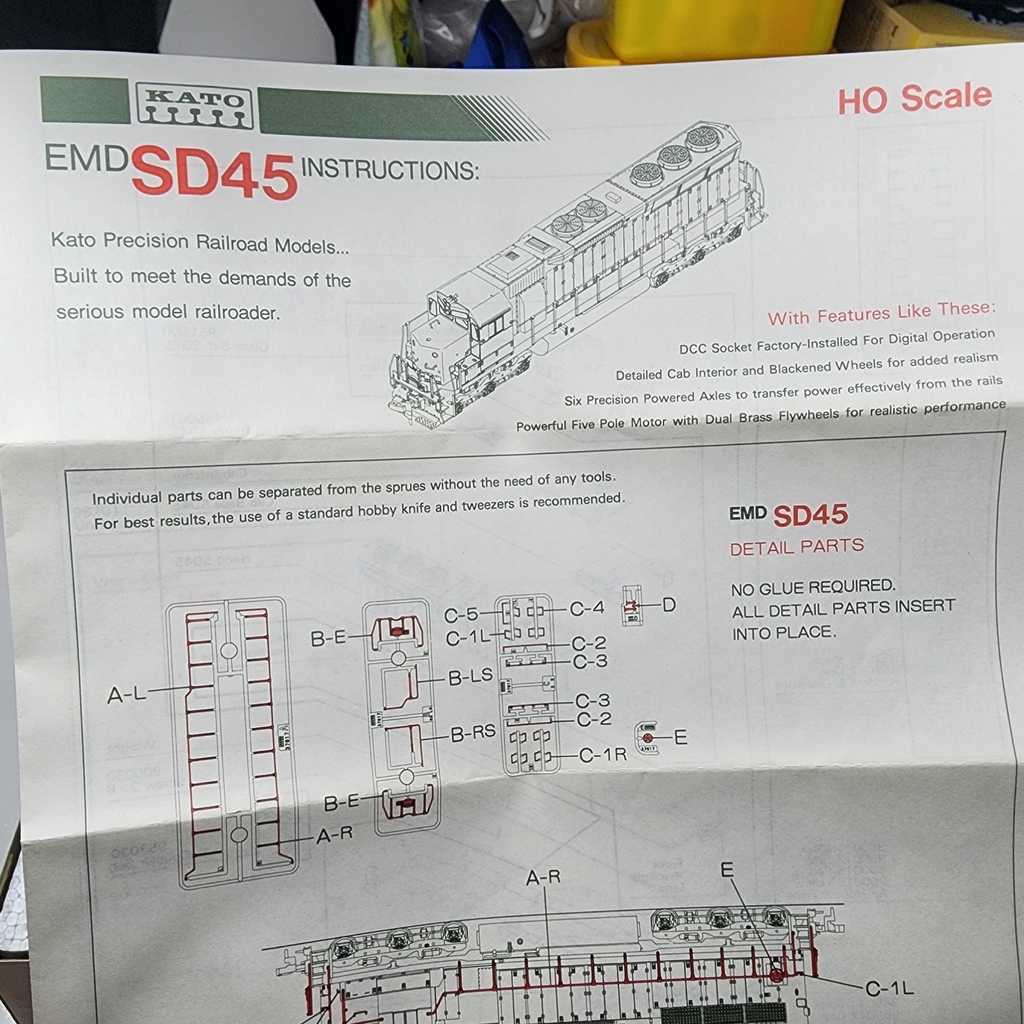 KATO
HO Scale
EMD SD45 INSTRUCTIONS:
Kato Precision Railroad Models...
Built to meet the demands of the
serious model railroader.
With Features Like These:
DCC Socket Factory-Installed For Digital Operation
Detailed Cab Interior and Blackened Wheels for added realism
Six Precision Powered Axles to transfer power effectively from the rails
Powerful Five Pole Motor with Dual Brass Flywheels for realistic performance
Individual parts can be separated from the sprues without the need of any tools.
For best results,the use of a standard hobby knife and tweezers is recommended.
EMD SD45
DETAIL PARTS
NO GLUE REQUIRED.
ALL DETAIL PARTS INSERT
INTO PLACE.
A-L
A-R
B-E
B-LS
B-RS
B-E
C-5
C-1L
C-4
C-2
C-3
C-3
C-2
C-1R
D
E
A-R
E
C-1L